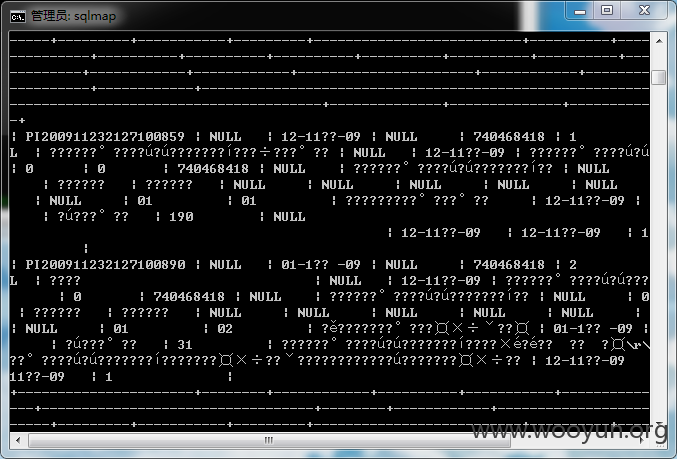 管理员: sqlmap
¦ PI200911232127100859 ¦ NULL ¦ 12-11??-09 ¦ NULL ¦ 740468418 ¦ 1
L ¦ ??????° ????ú?ú???????í???÷???° ?? ¦ NULL ¦ 12-11??-09 ¦ ??????° ????ú?ú
¦ 0 ¦ 0 ¦ 740468418 ¦ NULL ¦ ??????° ????ú?ú???????í?? ¦ NULL
¦ ?????? ¦ ?????? ¦ NULL ¦ NULL ¦ NULL ¦ NULL ¦ NULL
¦ NULL ¦ 01 ¦ 01 ¦ ?????????° ???° ?? ¦ 12-11??-09 ¦
¦ ?ú???° ?? ¦ 190 ¦ NULL
¦ 12-11??-09 ¦ 12-11??-09 ¦ 1
¦
¦ PI200911232127100890 ¦ NULL ¦ 01-1?? -09 ¦ NULL ¦ 740468418 ¦ 2
L ¦ ???? ¦ NULL ¦ 12-11??-09 ¦ ??????° ????ú?ú???
¦ 0 ¦ 740468418 ¦ NULL ¦ ??????° ????ú?ú???????í?? ¦ NULL ¦ 0
¦ ?????? ¦ ?????? ¦ NULL ¦ NULL ¦ NULL ¦ NULL ¦ NULL
¦ NULL ¦ 01 ¦ 02 ¦ ?ě???????° ???¤×÷ˇ??¤ ¦ 01-1?? -09 ¦
¦ ?ú???° ?? ¦ 31 ¦ ??????° ????ú?ú???????í????×é?é?? ?? ?¤\r\
??° ????ú?ú???????í???????¤×÷??ˇ????????????ú???????¤×÷?? ¦ 12-11??-09
11??-09 ¦ 1 ¦
www.wooyun.org